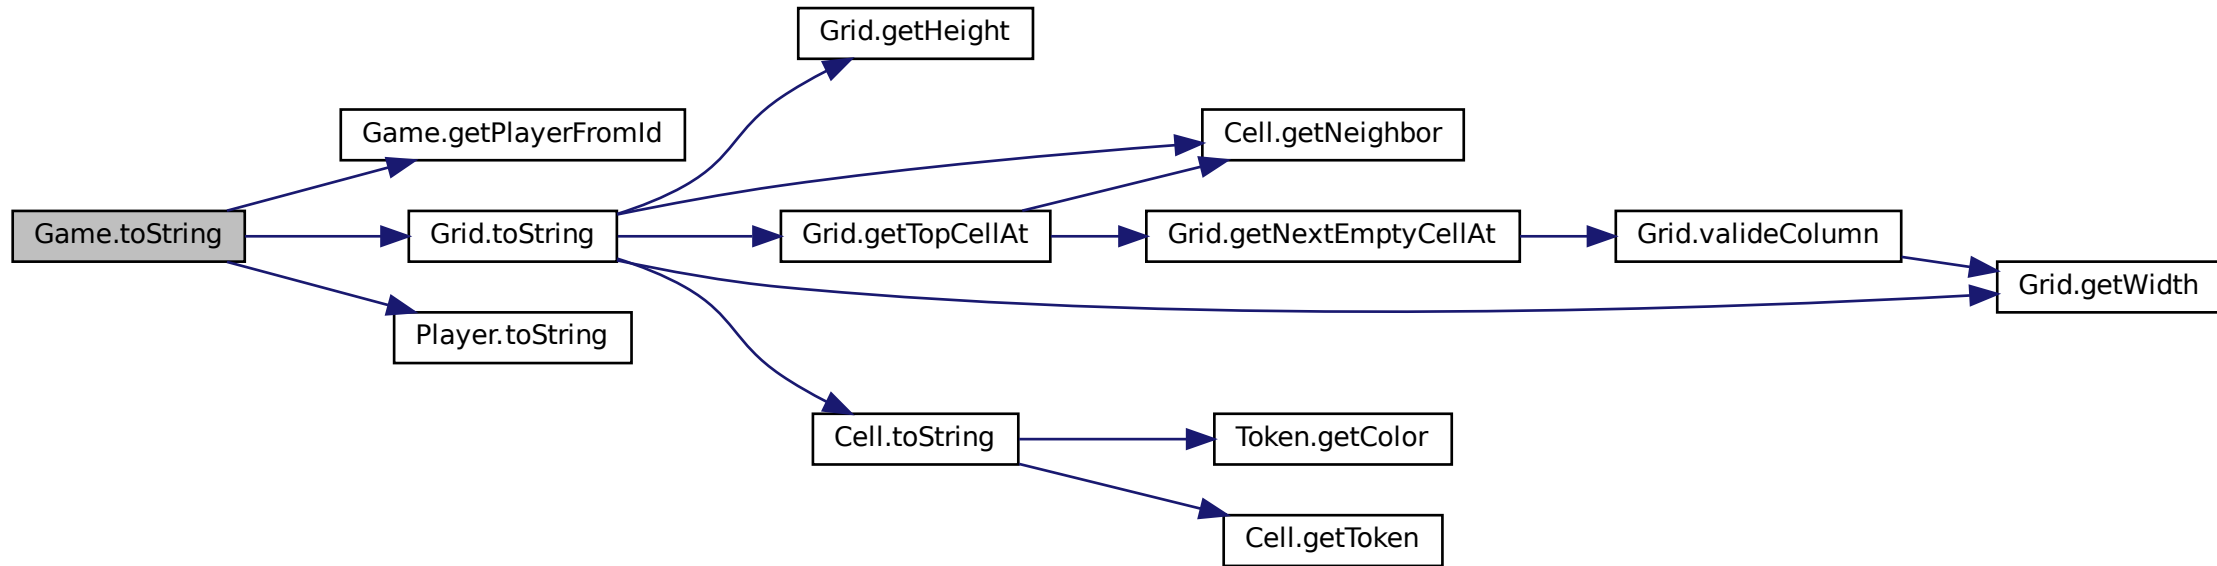 Grid.getHeight
Game.getPlayerFromId
Cell.getNeighbor
Game.toString
Grid.toString
Grid.getTopCellAt
Grid.getNextEmptyCellAt
Grid.valideColumn
Grid.getWidth
Player.toString
Cell.toString
Token.getColor
Cell.getToken